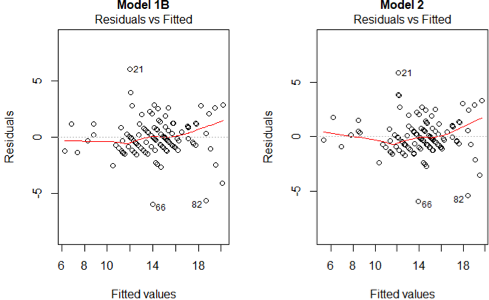 Model 1B
Residuals vs Fitted
Residuals
5
0
-5
21
66
82
6 8 10 14 18
Fitted values
Model 2
Residuals vs Fitted
Residuals
5
0
-5
21
66
82
6 8 10 14 18
Fitted values